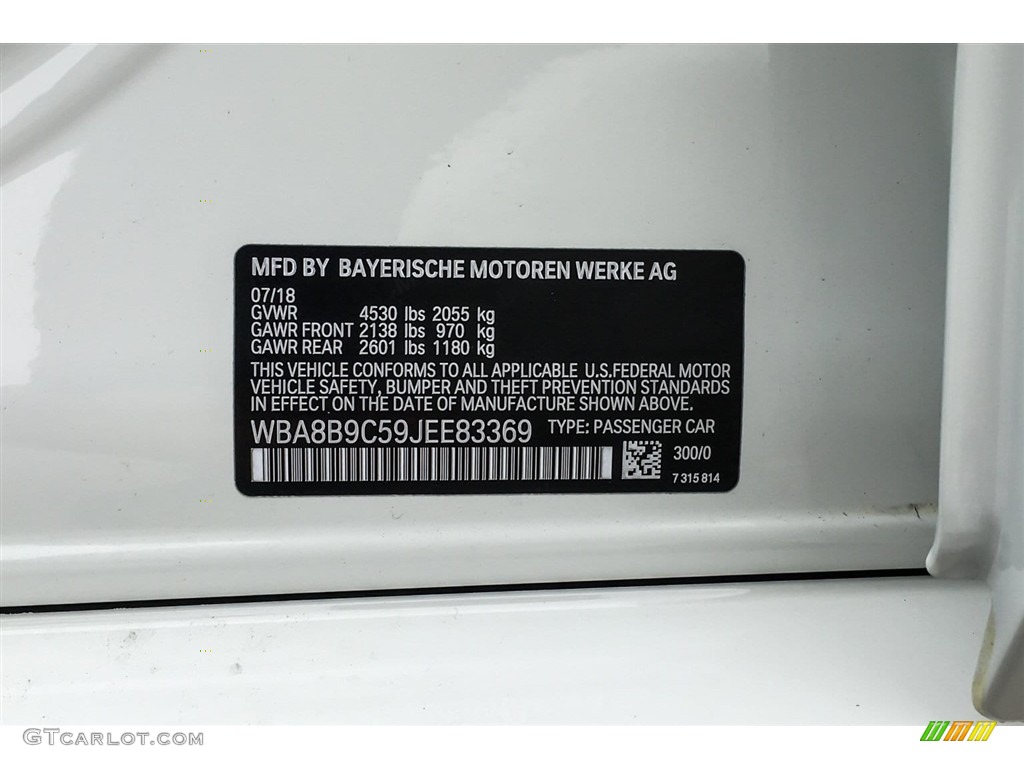 MFD BY BAYERISCHE MOTOREN WERKE AG
07/18
GVWR 4530 lbs 2055 kg
GAWR FRONT 2138 lbs 970 kg
GAWR REAR 2601 lbs 1180 kg
THIS VEHICLE CONFORMS TO ALL APPLICABLE U.S.FEDERAL MOTOR
VEHICLE SAFETY, BUMPER AND THEFT PREVENTION STANDARDS
IN EFFECT ON THE DATE OF MANUFACTURE SHOWN ABOVE.
WBA8B9C59JEE83369 TYPE: PASSENGER CAR
300/0
7 315 814
GTCARLOT.COM